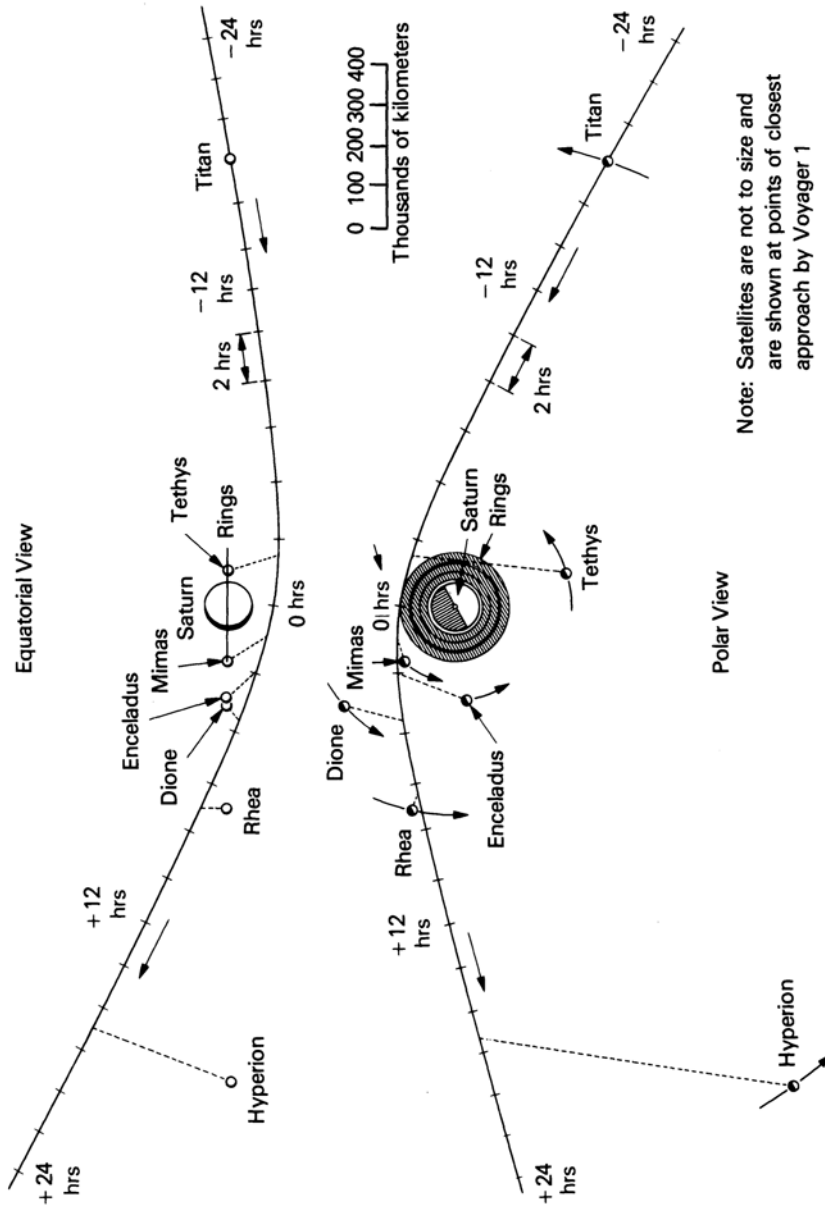 Equatorial View
−24
hrs
Titan
−12
hrs
2 hrs
Tethys
Rings
Saturn
0 hrs
Mimas
Enceladus
Dione
Rhea
+12
hrs
Hyperion
+24
hrs
0 100 200 300 400
Thousands of kilometers
−24
hrs
Titan
−12
hrs
2 hrs
Saturn
Rings
Tethys
0 hrs
Mimas
Dione
Enceladus
Rhea
+12
hrs
Hyperion
+24
hrs
Polar View
Note: Satellites are not to size and
are shown at points of closest
approach by Voyager 1